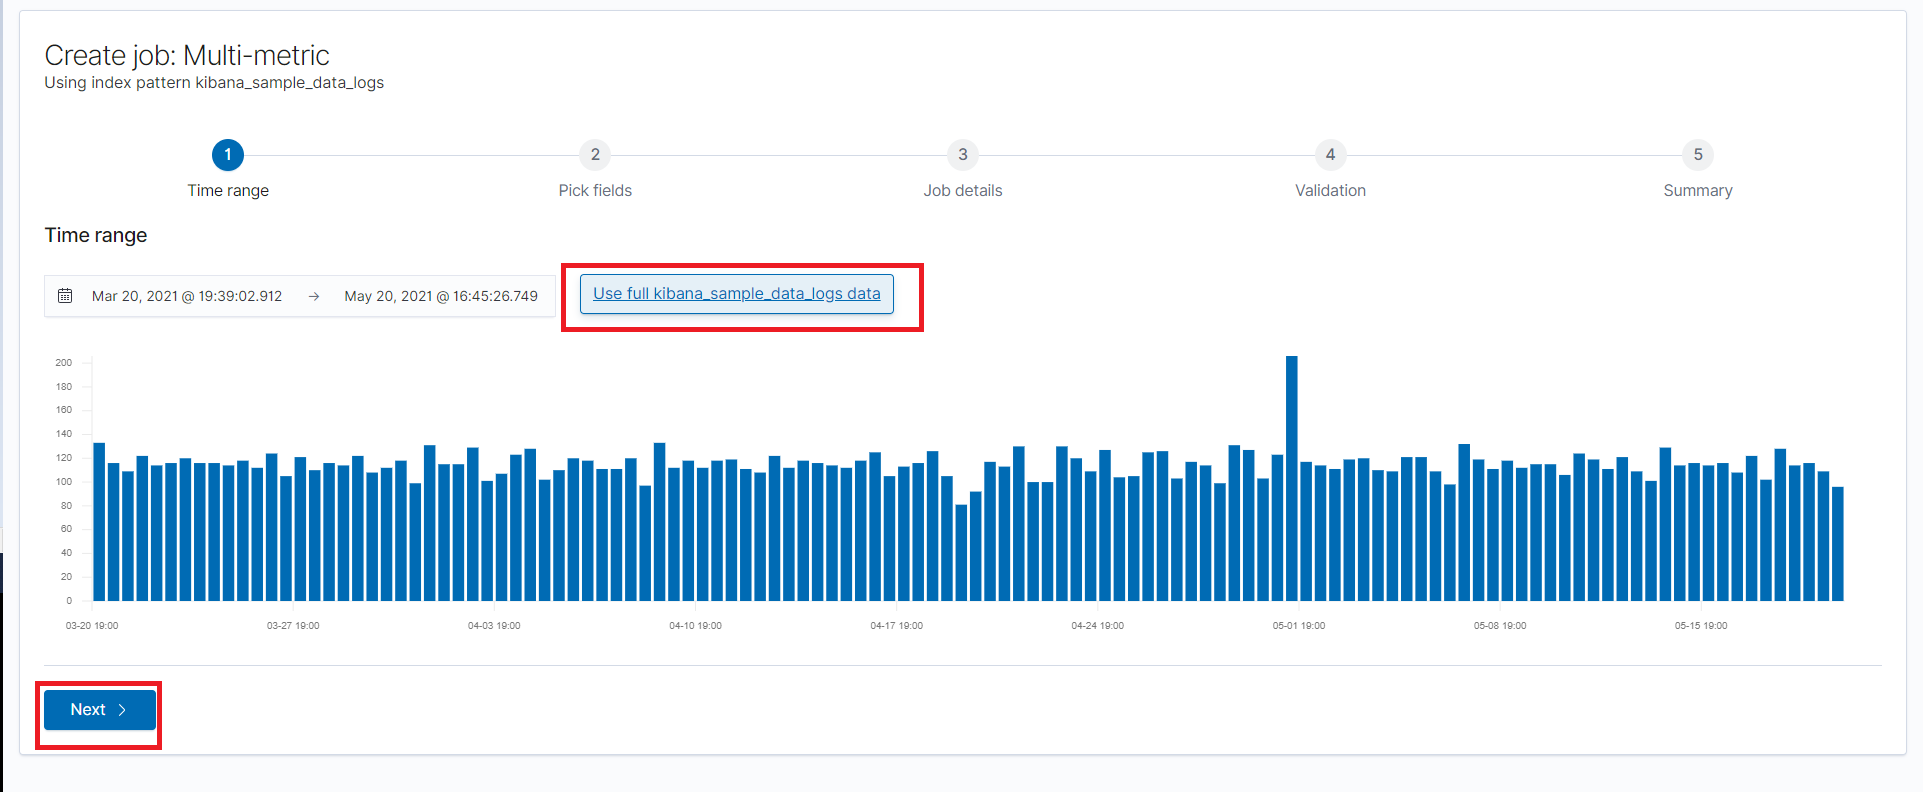 Create job: Multi-metric
Using index pattern kibana_sample_data_logs
1 2 3 4 5
Time range Pick fields Job details Validation Summary
Time range
Mar 20, 2021 @ 19:39:02.912 → May 20, 2021 @ 16:45:26.749 Use full kibana_sample_data_logs data
200
180
160
140
120
100
80
60
40
20
0
03-20 19:00 03-27 19:00 04-03 19:00 04-10 19:00 04-17 19:00 04-24 19:00 05-01 19:00 05-08 19:00 05-15 19:00
Next >